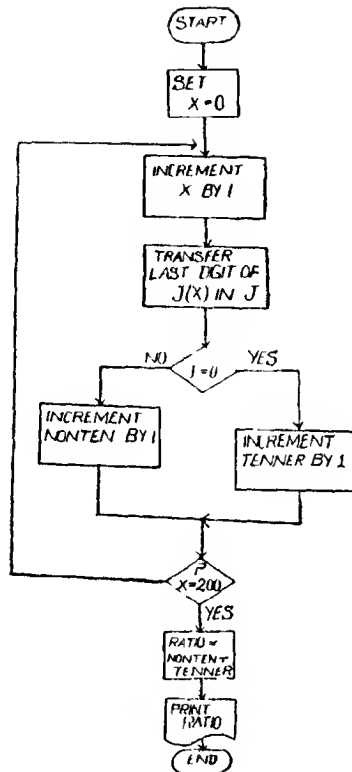 START
SET
X=0
INCREMENT
X BY 1
TRANSFER
LAST DGIT OF
J(X) IN J
NO
YES
J=0
INCREMENT
NONTEN BY 1
INCREMENT
TENNER BY 1
X=200
YES
RATIO =
NONTEN÷
TENNER
PRINT
RATIO
END